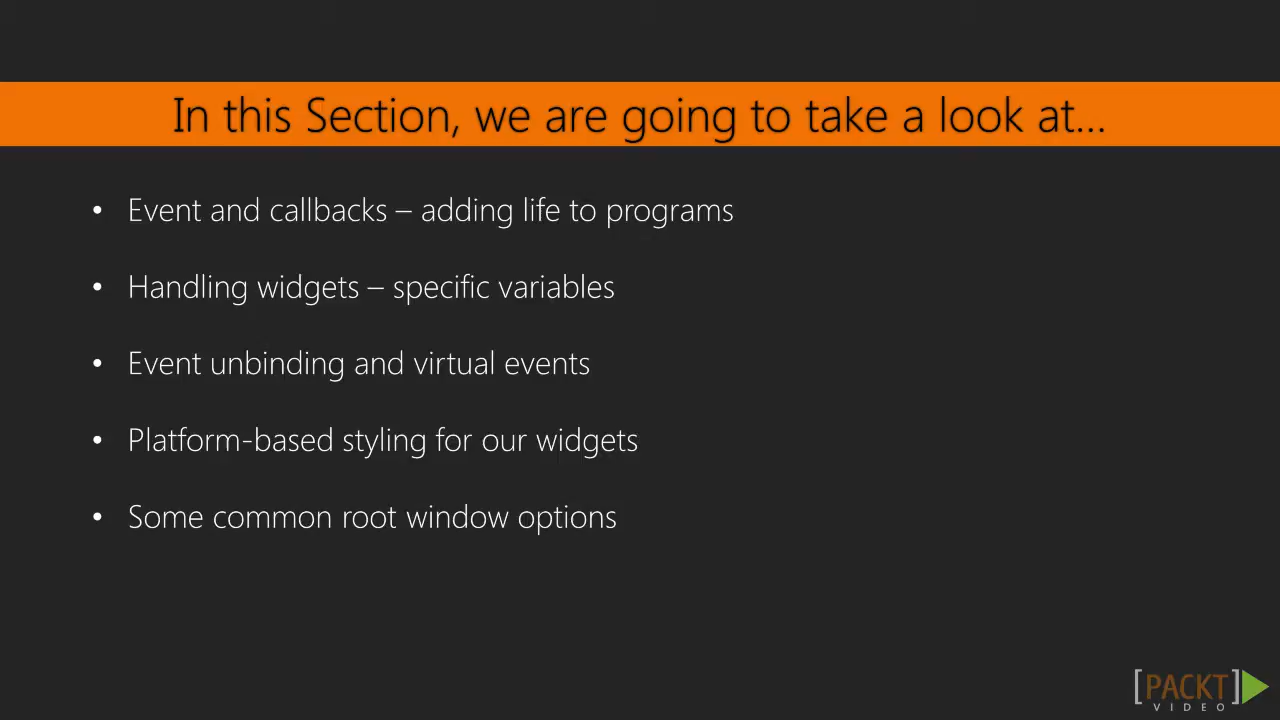 In this Section, we are going to take a look at...
• Event and callbacks – adding life to programs
• Handling widgets – specific variables
• Event unbinding and virtual events
• Platform-based styling for our widgets
• Some common root window options
[PACKT]
VIDEO